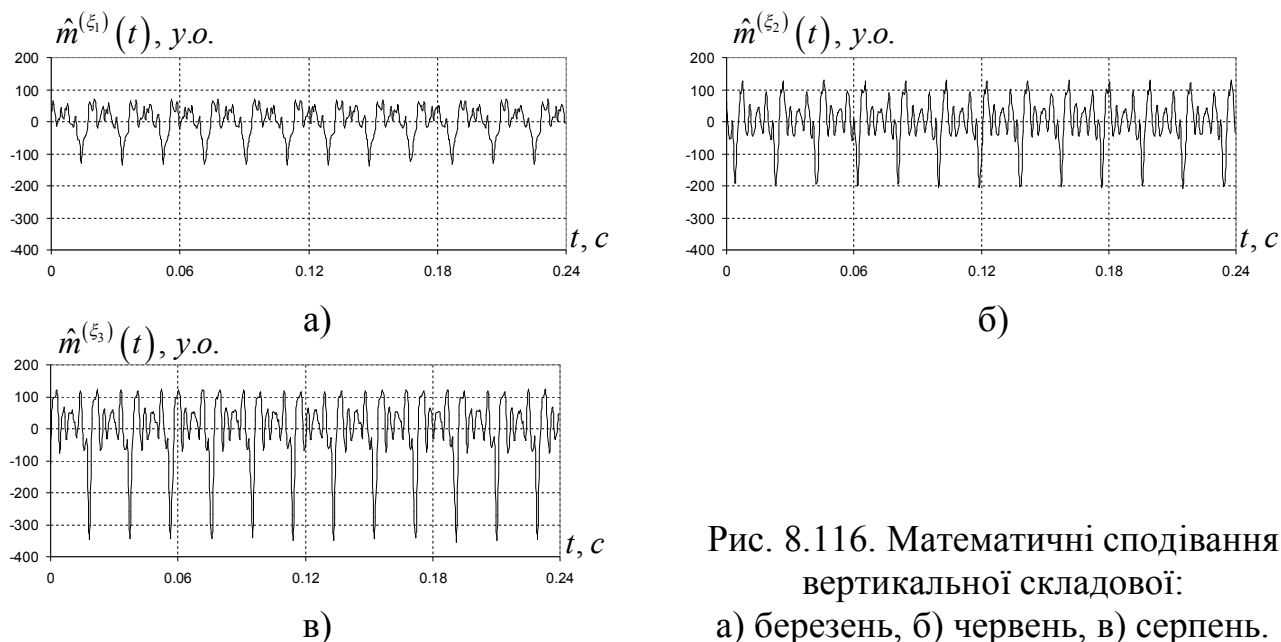 m̂^(ξ₁)(t), у.о.
200
100
0
-100
-200
-300
-400
0 0.06 0.12 0.18 0.24
t, c
а)
m̂^(ξ₂)(t), у.о.
200
100
0
-100
-200
-300
-400
0 0.06 0.12 0.18 0.24
t, c
б)
m̂^(ξ₃)(t), у.о.
200
100
0
-100
-200
-300
-400
0 0.06 0.12 0.18 0.24
t, c
в)
Рис. 8.116. Математичні сподівання
вертикальної складової:
а) березень, б) червень, в) серпень.